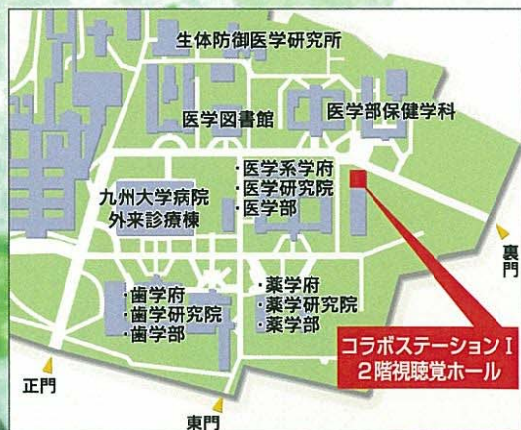 生体防御医学研究所
医学図書館
医学部保健学科
・医学系学府
・医学研究院
・医学部
九州大学病院
外来診療棟
・歯学府
・歯学研究院
・歯学部
・薬学府
・薬学研究院
・薬学部
裏門
コラボステーションⅠ
2階視聴覚ホール
正門
東門